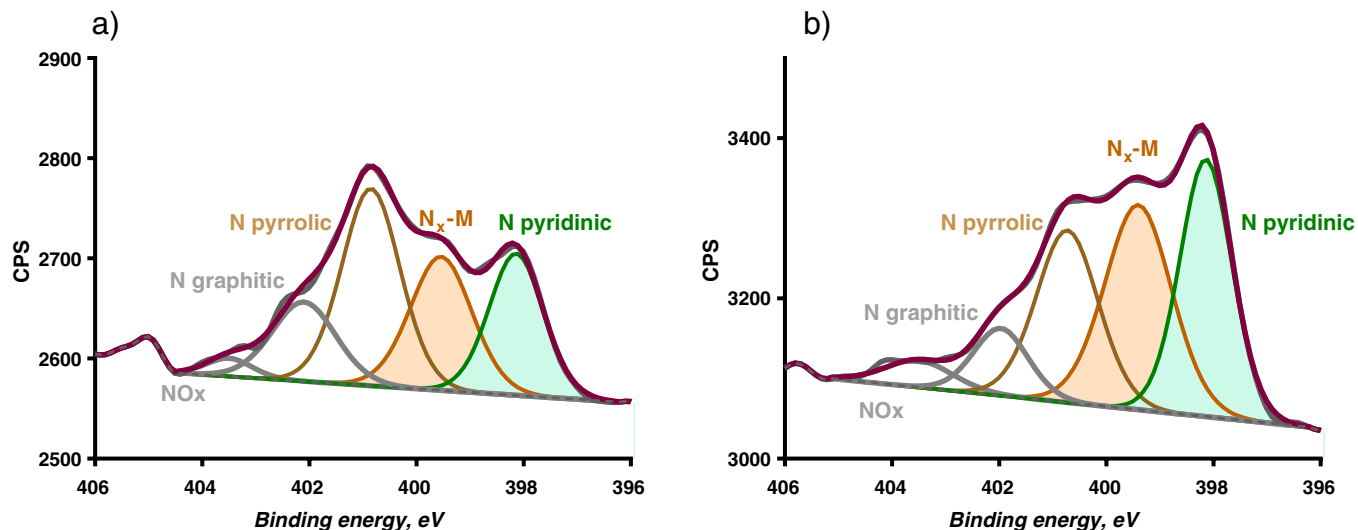 a)
2900
2800
2700
2600
2500
CPS
N pyrrolic
Nₓ-M
N pyridinic
N graphitic
NOx
406 404 402 400 398 396
Binding energy, eV
b)
3400
3200
3000
CPS
Nₓ-M
N pyrrolic
N pyridinic
N graphitic
NOx
406 404 402 400 398 396
Binding energy, eV